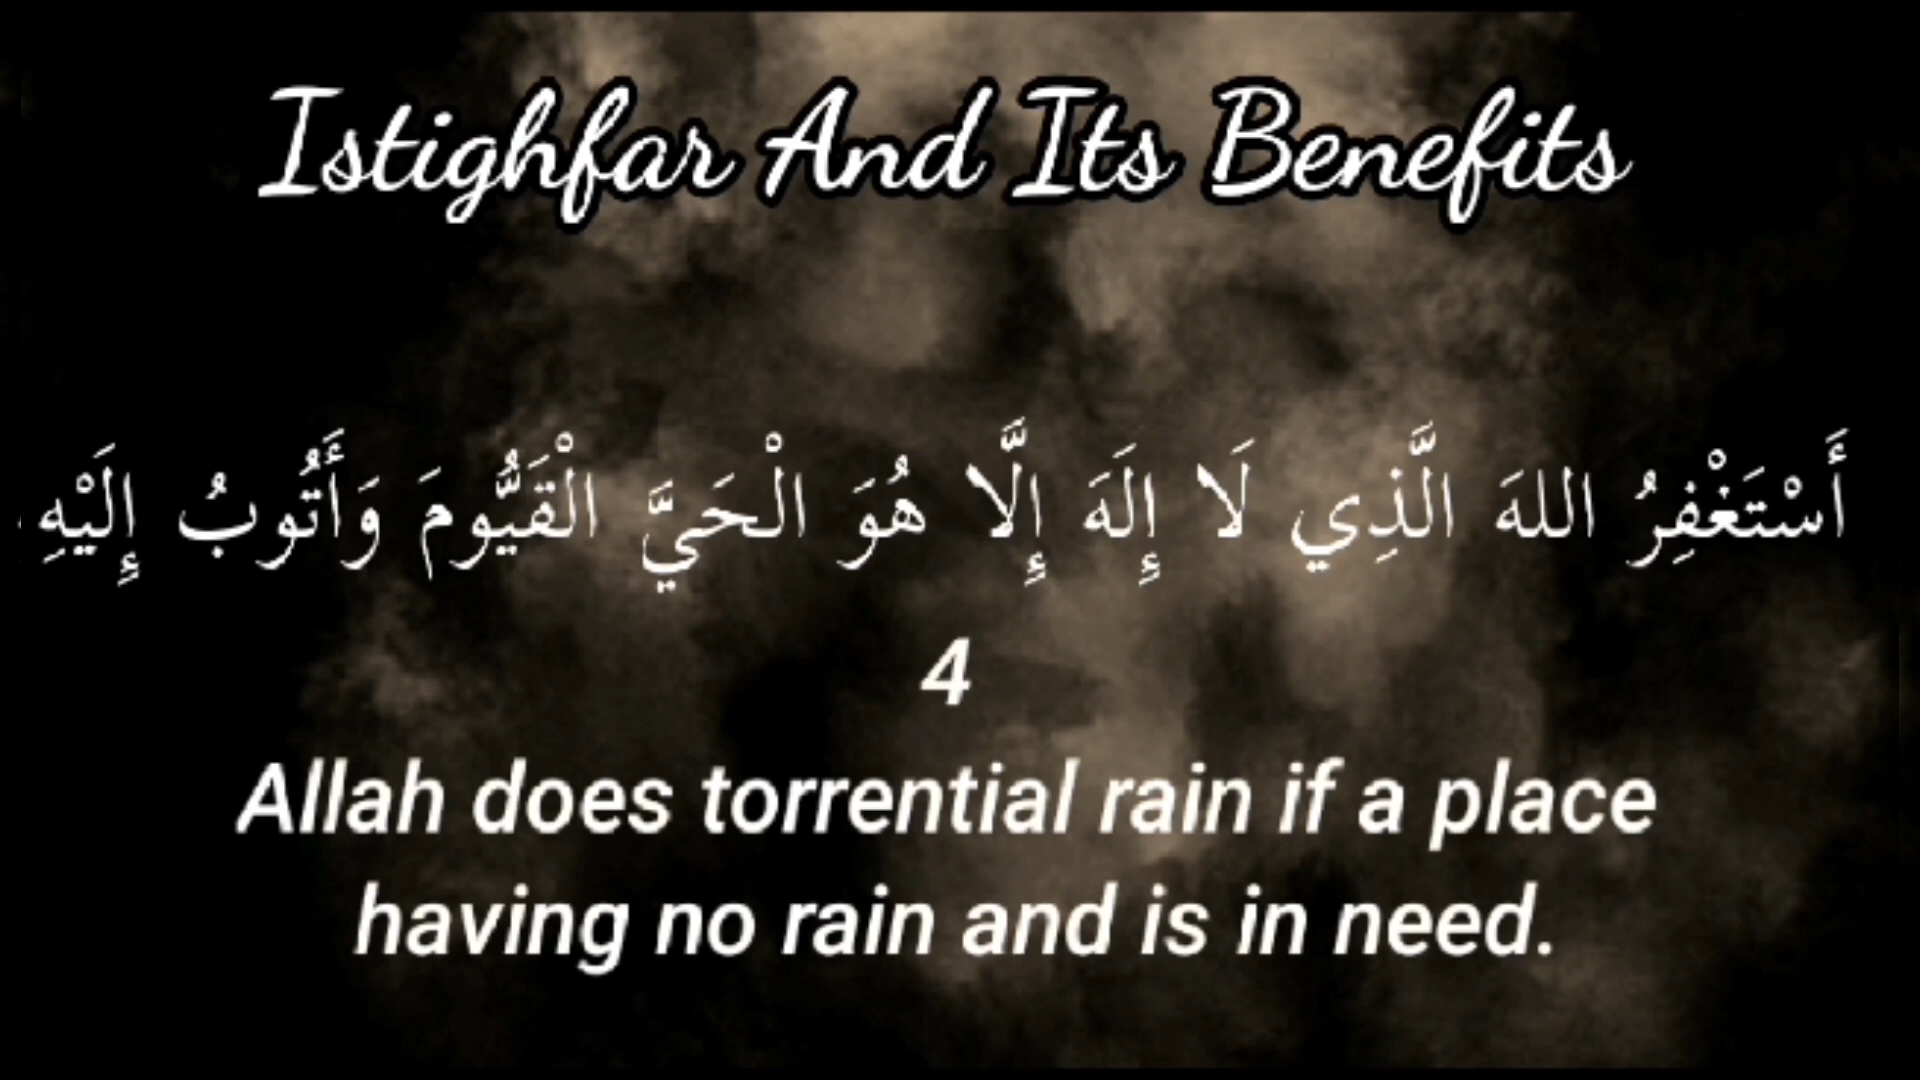 Istighfar And Its Benefits
أَسْتَغْفِرُ اللهَ الَّذِي لَا إِلَهَ إِلَّا هُوَ الْحَيَّ الْقَيُّومَ وَأَتُوبُ إِلَيْهِ
4
Allah does torrential rain if a place
having no rain and is in need.